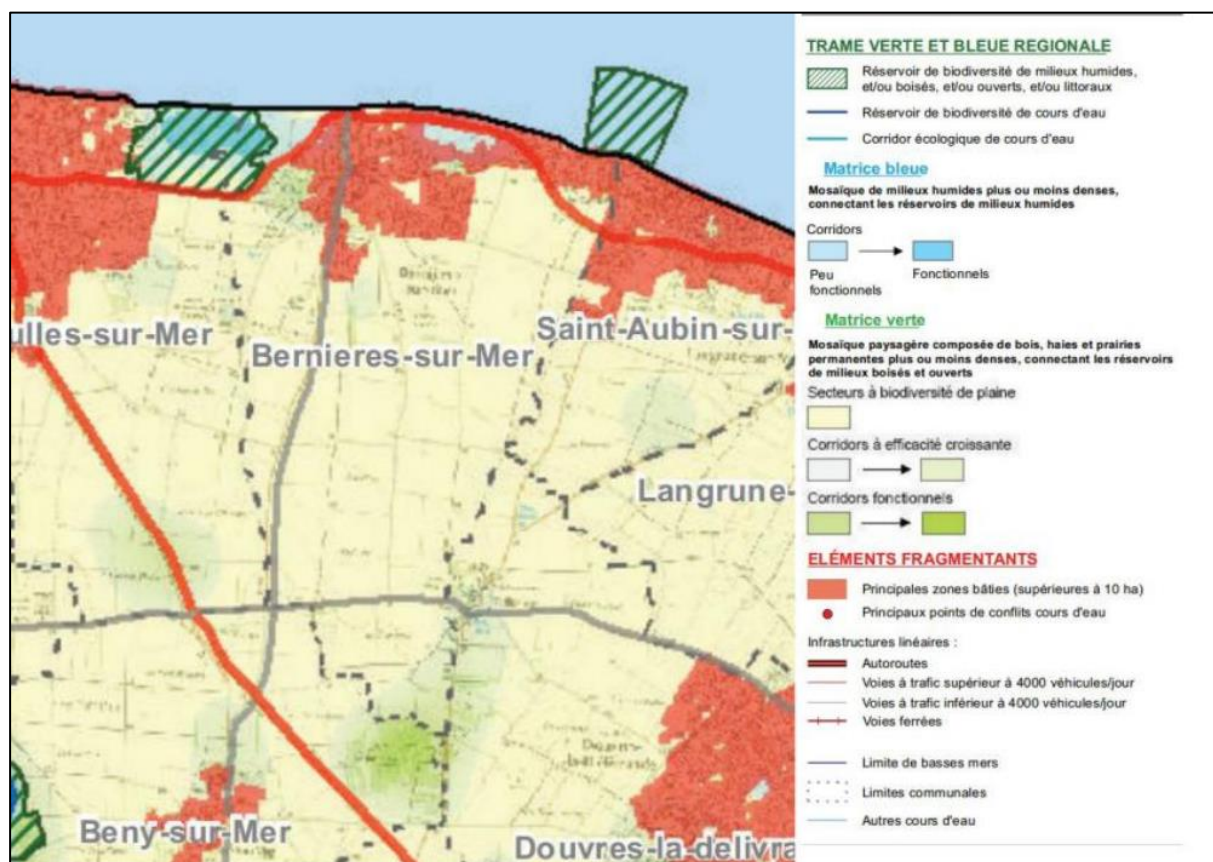 ulles-sur-Mer
Bernieres-sur-Mer
Saint-Aubin-sur-
Langrune-
Beny-sur-Mer
Douvres-la-delivra
TRAME VERTE ET BLEUE REGIONALE
Réservoir de biodiversité de milieux humides,
et/ou boisés, et/ou ouverts, et/ou littoraux
Réservoir de biodiversité de cours d'eau
Corridor écologique de cours d'eau
Matrice bleue
Mosaïque de milieux humides plus ou moins denses,
connectant les réservoirs de milieux humides
Corridors
Peu
fonctionnels
Fonctionnels
Matrice verte
Mosaïque paysagère composée de bois, haies et prairies
permanentes plus ou moins denses, connectant les réservoirs
de milieux boisés et ouverts
Secteurs à biodiversité de plaine
Corridors à efficacité croissante
Corridors fonctionnels
ELÉMENTS FRAGMENTANTS
Principales zones bâties (supérieures à 10 ha)
Principaux points de conflits cours d'eau
Infrastructures linéaires :
Autoroutes
Voies à trafic supérieur à 4000 véhicules/jour
Voies à trafic inférieur à 4000 véhicules/jour
Voies ferrées
Limite de basses mers
Limites communales
Autres cours d'eau